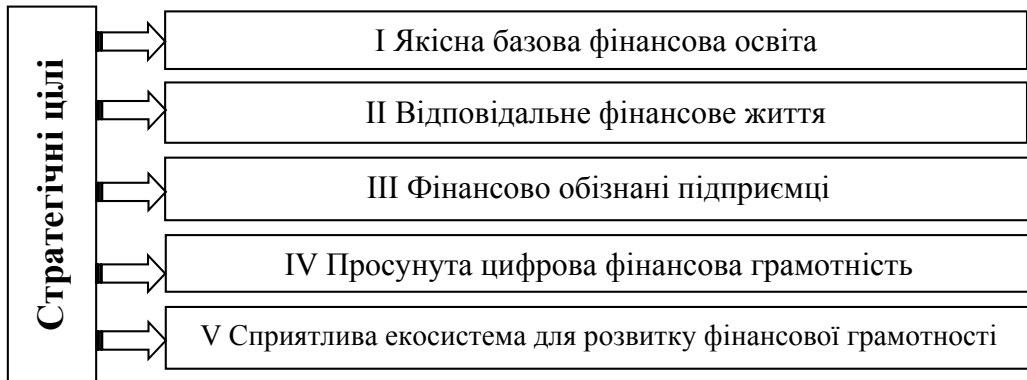 Стратегічні цілі
I Якісна базова фінансова освіта
II Відповідальне фінансове життя
III Фінансово обізнані підприємці
IV Просунута цифрова фінансова грамотність
V Сприятлива екосистема для розвитку фінансової грамотності